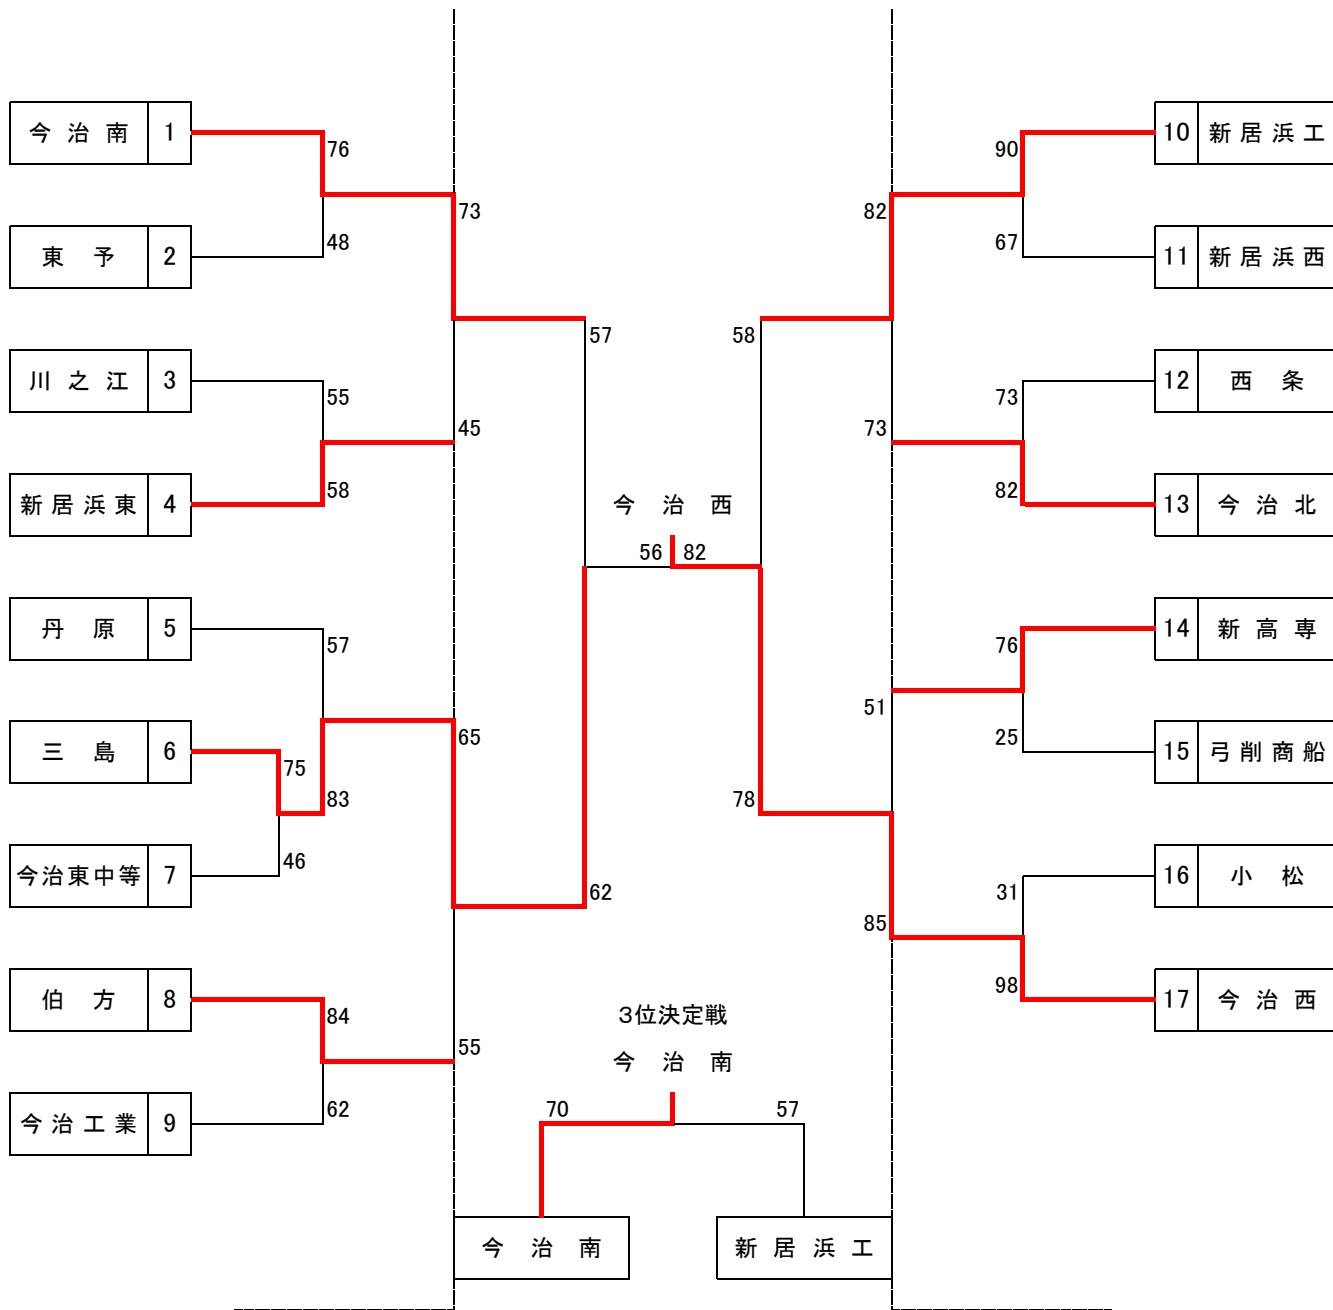 今治南 1
76
10 新居浜工
90
73
82
東予 2
48
67
11 新居浜西
57
58
川之江 3
55
73
12 西条
45
73
新居浜東 4
58
82
13 今治北
今治西
56 82
丹原 5
57
76
14 新高専
65
51
三島 6
75
25
15 弓削商船
83
78
今治東中等 7
46
62
31
16 小松
85
伯方 8
84
98
17 今治西
3位決定戦
55
今治南
今治工業 9
62
70
57
今治南
新居浜工